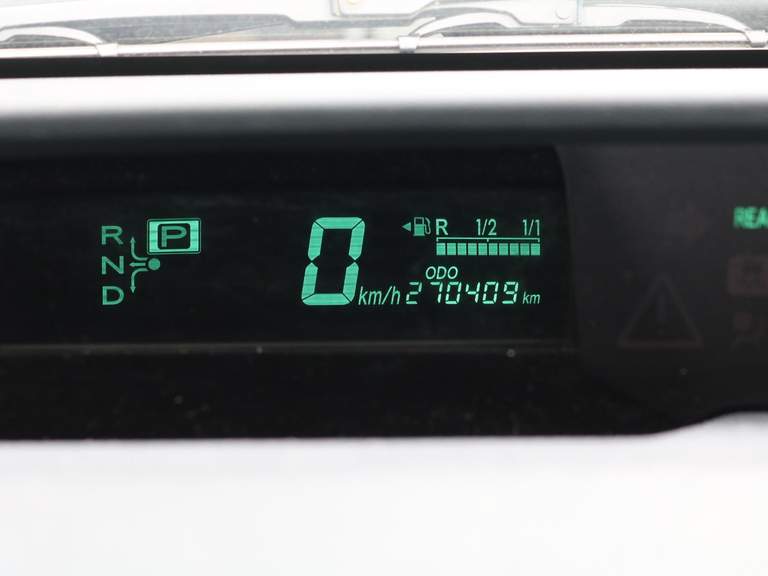 R N D
P
0 km/h
R 1/2 1/1
ODO
270409 km